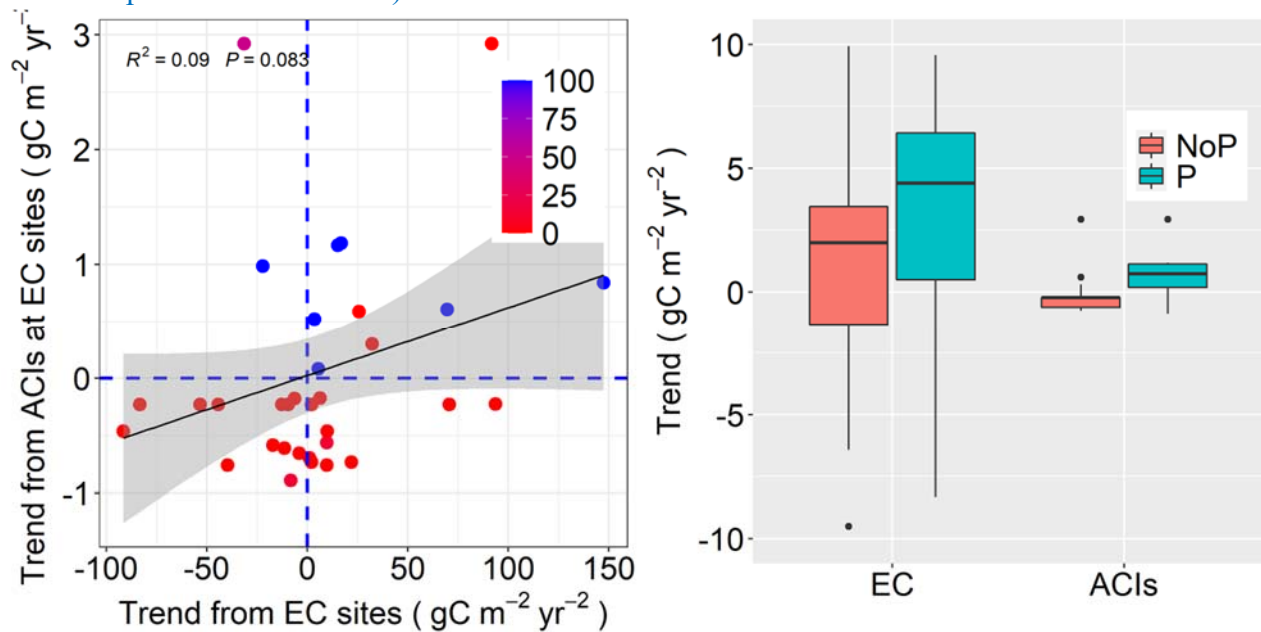 Trend from ACIs at EC sites ( gC m⁻² yr⁻
3
2
1
0
-1
R² = 0.09 P = 0.083
100
75
50
25
0
-100 -50 0 50 100 150
Trend from EC sites ( gC m⁻² yr⁻² )
Trend ( gC m⁻² yr⁻² )
10
5
0
-5
-10
NoP
P
EC ACIs